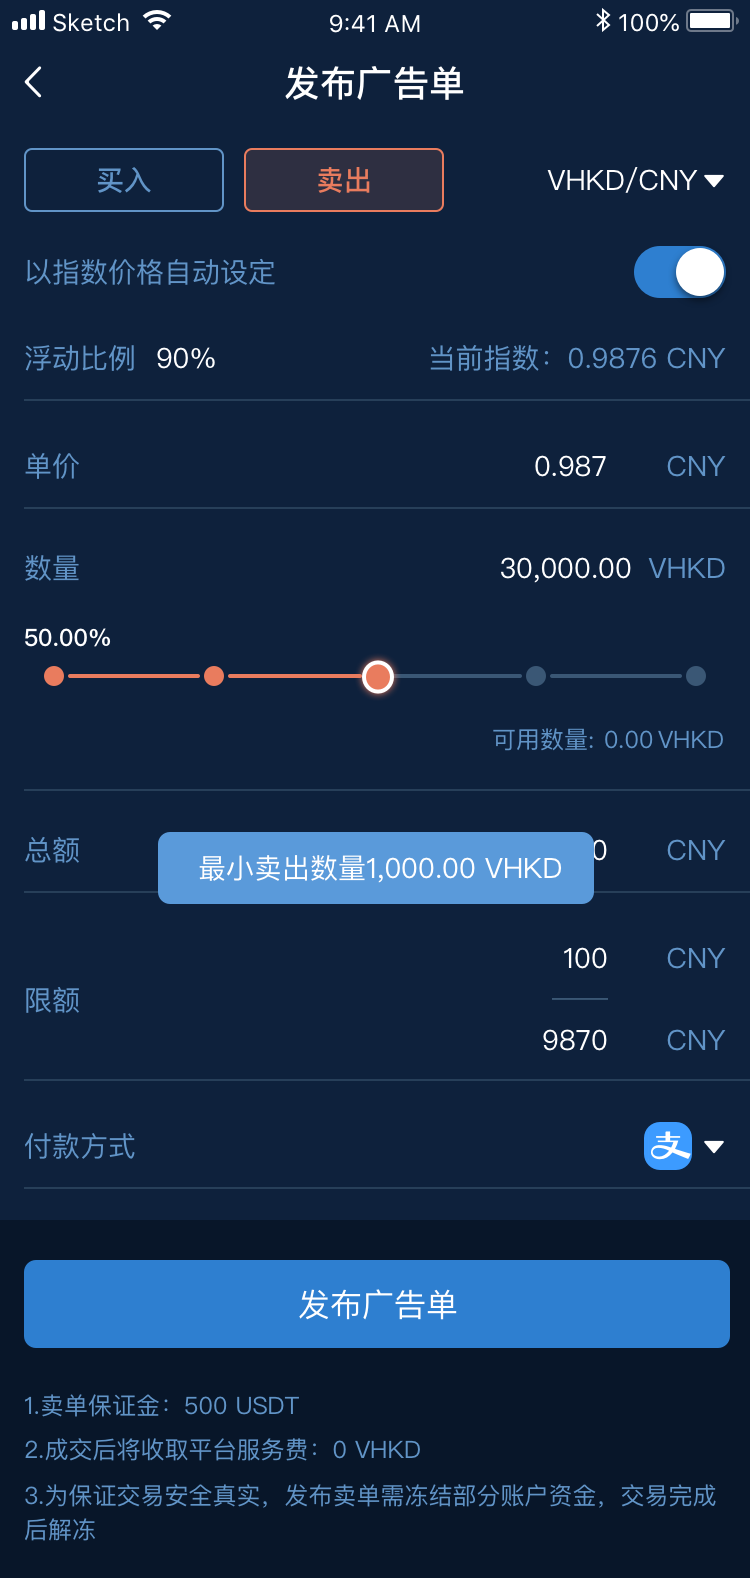 Sketch 9:41 AM 100%
发布广告单
买入 卖出 VHKD/CNY
以指数价格自动设定
浮动比例 90% 当前指数：0.9876 CNY
单价 0.987 CNY
数量 30,000.00 VHKD
50.00%
可用数量: 0.00 VHKD
总额 0 CNY
最小卖出数量1,000.00 VHKD
100 CNY
限额
9870 CNY
付款方式 支
发布广告单
1.卖单保证金：500 USDT
2.成交后将收取平台服务费：0 VHKD
3.为保证交易安全真实，发布卖单需冻结部分账户资金，交易完成
后解冻